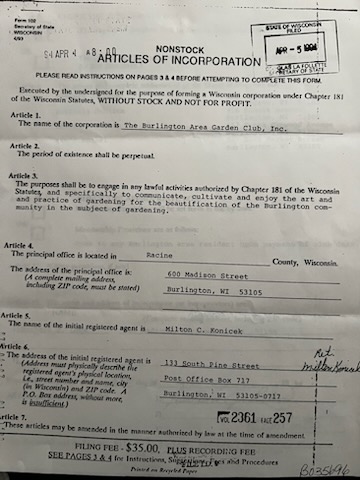 Form 102
Secretary of State
WISCONSIN
6/93
STATE OF WISCONSIN
FILED
APR - 5 1994
DOUGLAS LA FOLLETTE
SECRETARY OF STATE
94 APR 4 A8:00
NONSTOCK
ARTICLES OF INCORPORATION
PLEASE READ INSTRUCTIONS ON PAGES 3 & 4 BEFORE ATTEMPTING TO COMPLETE THIS FORM.
Executed by the undersigned for the purpose of forming a Wisconsin corporation under Chapter 181
of the Wisconsin Statutes, WITHOUT STOCK AND NOT FOR PROFIT.
Article 1.
The name of the corporation is The Burlington Area Garden Club, Inc.
Article 2.
The period of existence shall be perpetual.
Article 3.
The purposes shall be to engage in any lawful activities authorized by Chapter 181 of the Wisconsin
Statutes, and specifically to communicate, cultivate and enjoy the art and
and practice of gardening for the beautification of the Burlington com-
munity in the subject of gardening.
Article 4.
The principal office is located in Racine County, Wisconsin.
The address of the principal office is: 600 Madison Street
(A complete mailing address,
including ZIP code, must be stated) Burlington, WI 53105
Article 5.
The name of the initial registered agent is Milton C. Konicek
Article 6.
The address of the initial registered agent is 133 South Pine Street
(Address must physically describe the
registered agent's physical location, Post Office Box 717
i.e., street number and name, city
(in Wisconsin) and ZIP code. A Burlington, WI 53105-0717
P.O. Box address, without more,
is insufficient.)
Ret.
Milton Konicek
VOL 2361 PAGE 257
Article 7.
These articles may be amended in the manner authorized by law at the time of amendment.
FILING FEE - $35.00, PLUS RECORDING FEE
SEE PAGES 3 & 4 for Instructions, Suggestions, Fees and Procedures
Printed on Recycled Paper
B035696